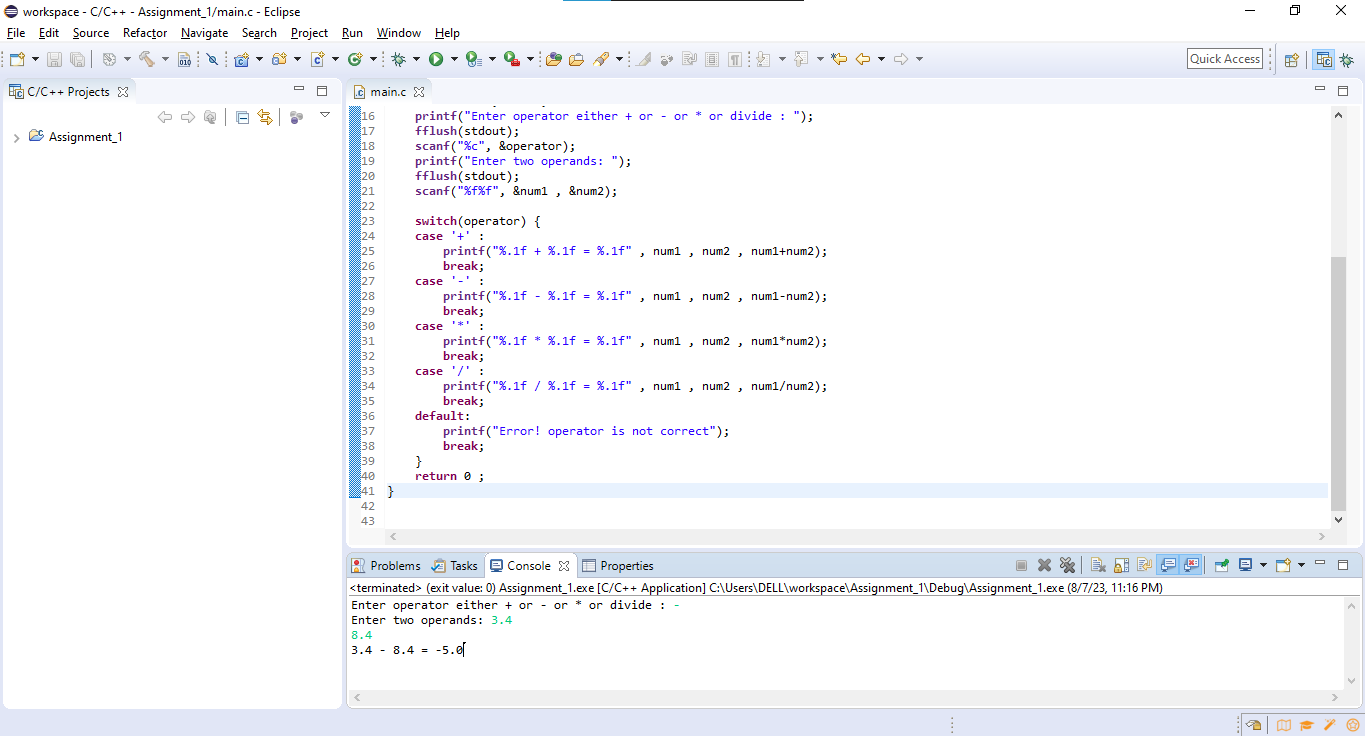 workspace - C/C++ - Assignment_1/main.c - Eclipse
File Edit Source Refactor Navigate Search Project Run Window Help
Quick Access
C/C++ Projects
main.c
Assignment_1
16 printf("Enter operator either + or - or * or divide : ");
17 fflush(stdout);
18 scanf("%c", &operator);
19 printf("Enter two operands: ");
20 fflush(stdout);
21 scanf("%f%f", &num1 , &num2);
22
23 switch(operator) {
24 case '+' :
25 printf("%.1f + %.1f = %.1f" , num1 , num2 , num1+num2);
26 break;
27 case '-' :
28 printf("%.1f - %.1f = %.1f" , num1 , num2 , num1-num2);
29 break;
30 case '*' :
31 printf("%.1f * %.1f = %.1f" , num1 , num2 , num1*num2);
32 break;
33 case '/' :
34 printf("%.1f / %.1f = %.1f" , num1 , num2 , num1/num2);
35 break;
36 default:
37 printf("Error! operator is not correct");
38 break;
39 }
40 return 0 ;
41 }
42
43
Problems Tasks Console Properties
<terminated> (exit value: 0) Assignment_1.exe [C/C++ Application] C:\Users\DELL\workspace\Assignment_1\Debug\Assignment_1.exe (8/7/23, 11:16 PM)
Enter operator either + or - or * or divide : -
Enter two operands: 3.4
8.4
3.4 - 8.4 = -5.0